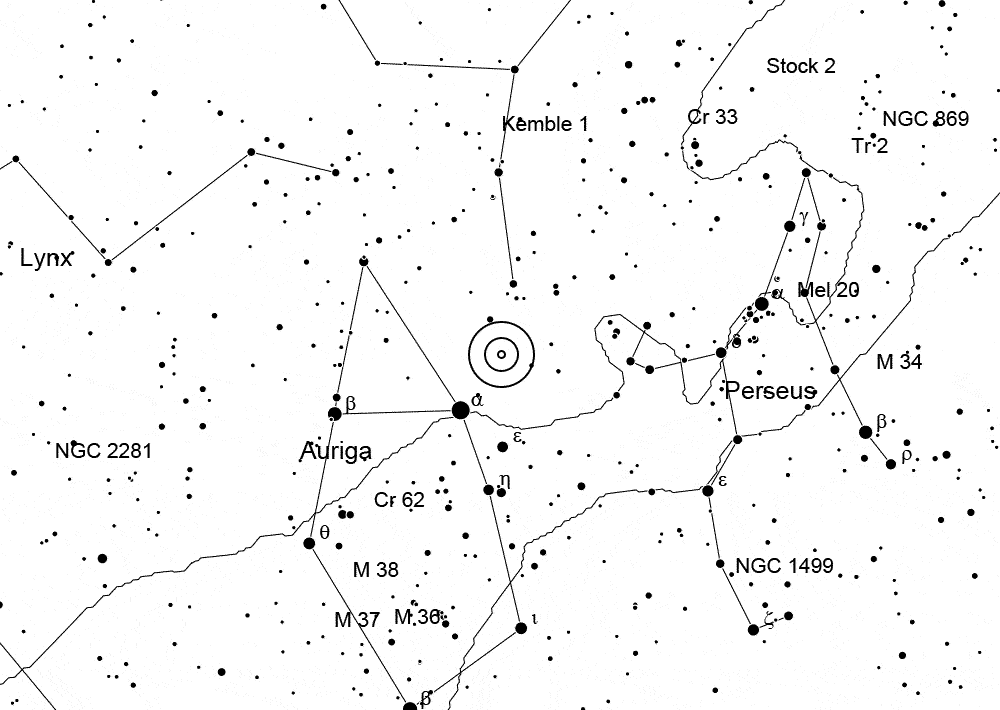 Stock 2
Kemble 1
Cr 33
NGC 869
Tr 2
γ
Lynx
α
Mel 20
δ
M 34
Perseus
β
α
β
ε
Auriga
NGC 2281
ρ
η
ε
Cr 62
θ
M 38
NGC 1499
M 37
M 36
ι
ζ
β